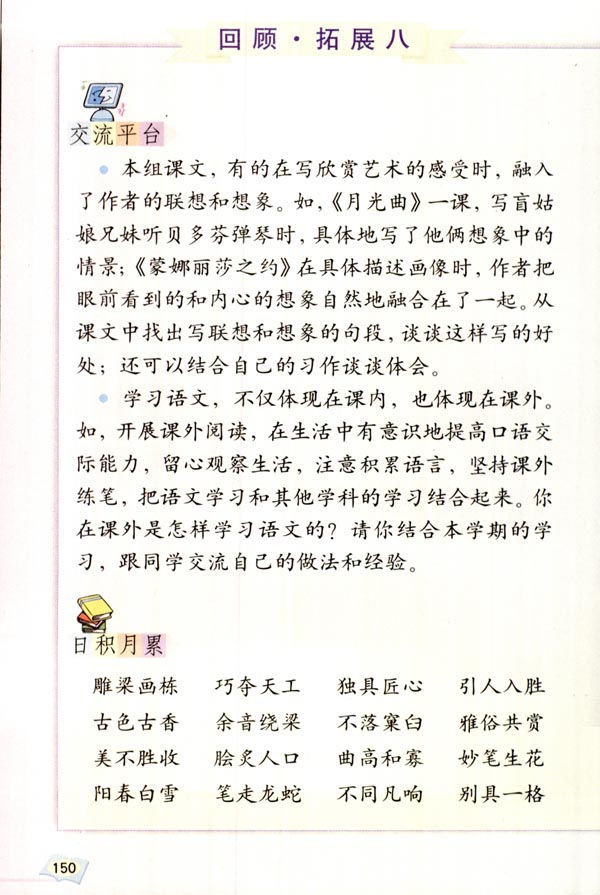 回顾·拓展八
交流平台
● 本组课文，有的在写欣赏艺术的感受时，融入
了作者的联想和想象。如，《月光曲》一课，写盲姑
娘兄妹听贝多芬弹琴时，具体地写了他俩想象中的
情景；《蒙娜丽莎之约》在具体描述画像时，作者把
眼前看到的和内心的想象自然地融合在了一起。从
课文中找出写联想和想象的句段，谈谈这样写的好
处；还可以结合自己的习作谈谈体会。
● 学习语文，不仅体现在课内，也体现在课外。
如，开展课外阅读，在生活中有意识地提高口语交
际能力，留心观察生活，注意积累语言，坚持课外
练笔，把语文学习和其他学科的学习结合起来。你
在课外是怎样学习语文的？请你结合本学期的学
习，跟同学交流自己的做法和经验。
日积月累
雕梁画栋 巧夺天工 独具匠心 引人入胜
古色古香 余音绕梁 不落窠臼 雅俗共赏
美不胜收 脍炙人口 曲高和寡 妙笔生花
阳春白雪 笔走龙蛇 不同凡响 别具一格
150